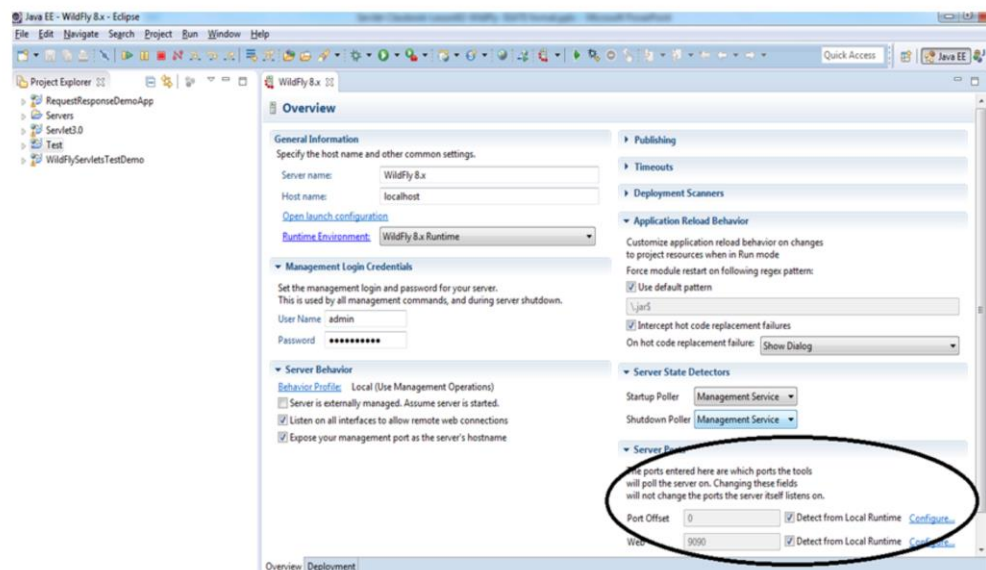 Java EE - WildFly 8.x - Eclipse
File Edit Navigate Search Project Run Window Help
Quick Access
Java EE
Project Explorer
RequestResponseDemoApp
Servers
Servlet3.0
Test
WildFlyServletsTestDemo
WildFly 8.x
Overview
General Information
Specify the host name and other common settings.
Server name: WildFly 8.x
Host name: localhost
Open launch configuration
Runtime Environment: WildFly 8.x Runtime
Management Login Credentials
Set the management login and password for your server.
This is used by all management commands, and during server shutdown.
User Name admin
Password ●●●●●●●●●●
Server Behavior
Behavior Profile: Local (Use Management Operations)
Server is externally managed. Assume server is started.
Listen on all interfaces to allow remote web connections
Expose your management port as the server's hostname
Publishing
Timeouts
Deployment Scanners
Application Reload Behavior
Customize application reload behavior on changes
to project resources when in Run mode
Force module restart on following regex pattern:
Use default pattern
\.jar$
Intercept hot code replacement failures
On hot code replacement failure: Show Dialog
Server State Detectors
Startup Poller Management Service
Shutdown Poller Management Service
Server Ports
The ports entered here are which ports the tools
will poll the server on. Changing these fields
will not change the ports the server itself listens on.
Port Offset 0 Detect from Local Runtime Configure...
Web 9090 Detect from Local Runtime Configure...
Overview Deployment